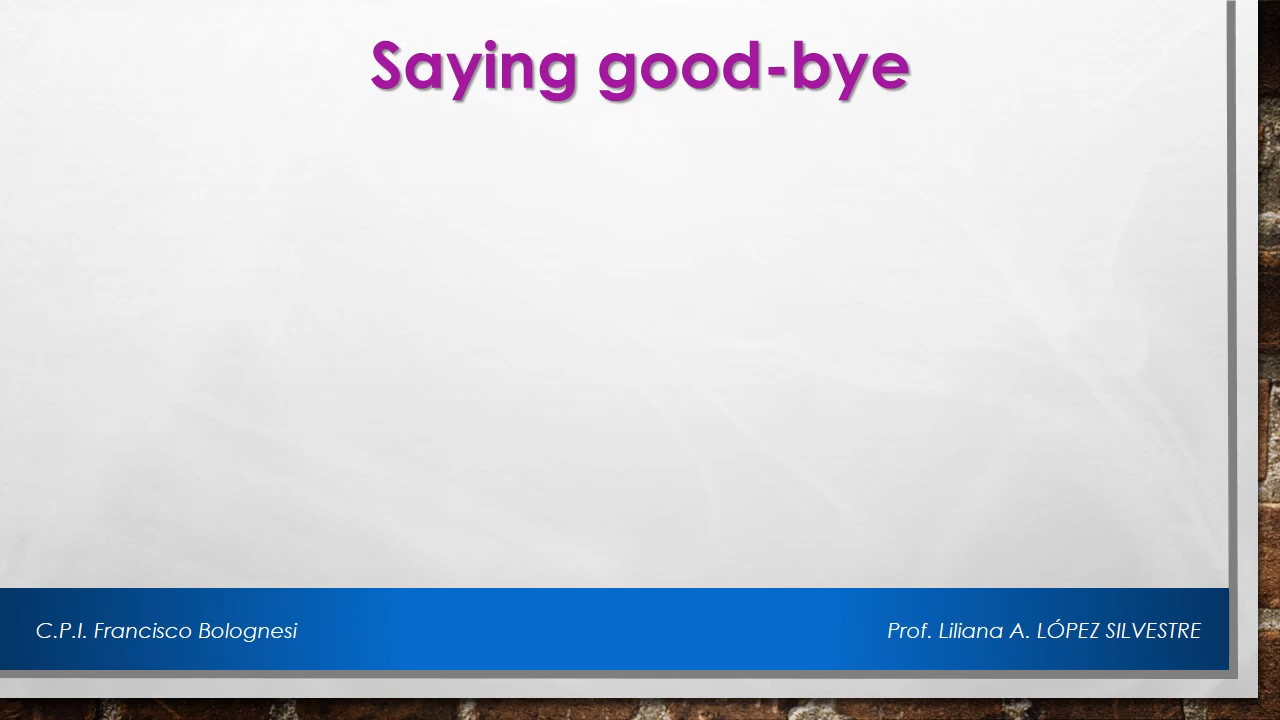 Saying good-bye
C.P.I. Francisco Bolognesi
Prof. Liliana A. LÓPEZ SILVESTRE